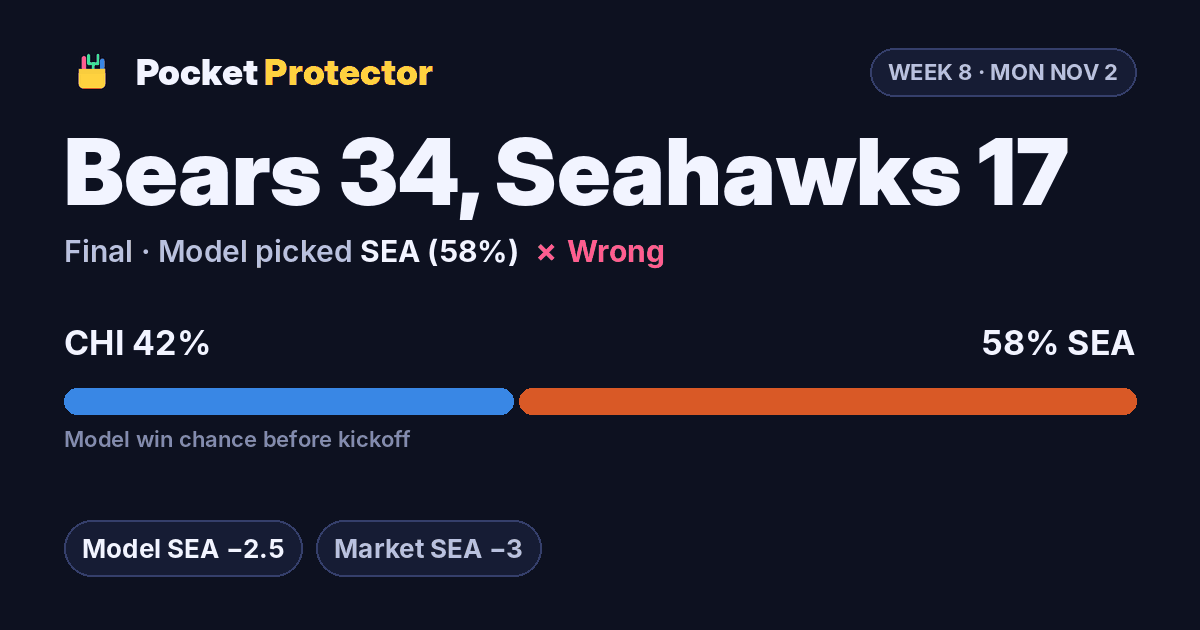 Pocket Protector
WEEK 8 · MON NOV 2
Bears 34, Seahawks 17
Final · Model picked SEA (58%) × Wrong
CHI 42%
58% SEA
Model win chance before kickoff
Model SEA −2.5
Market SEA −3